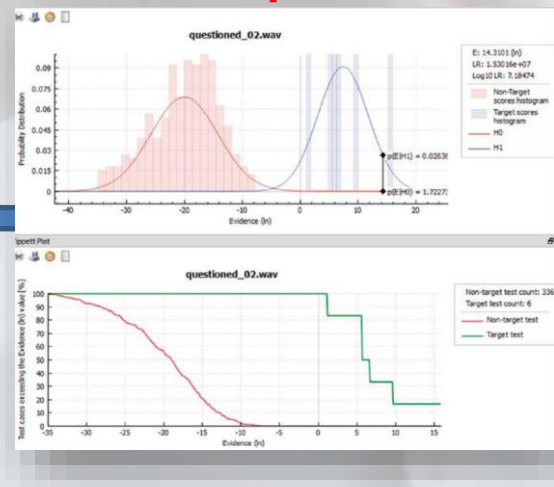 questioned_02.wav
E: 14.3101 (ln)
LR: 1.53016e+07
Log10 LR: 7.18474
Non-Target
scores histogram
Target scores
histogram
H0
H1
Probability Distribution
0.09
0.075
0.06
0.045
0.03
0.015
0
p(E|H1) = 0.02636
p(E|H0) = 1.7227
-40
-30
-20
-10
0
10
20
Evidence (ln)
ippett Plot
questioned_02.wav
Non-target test count: 336
Target test count: 6
Non-target test
Target test
Test cases exceeding the Evidence (ln) value [%]
100
90
80
70
60
50
40
30
20
10
0
-35
-30
-25
-20
-15
-10
-5
0
5
10
15
Evidence (ln)